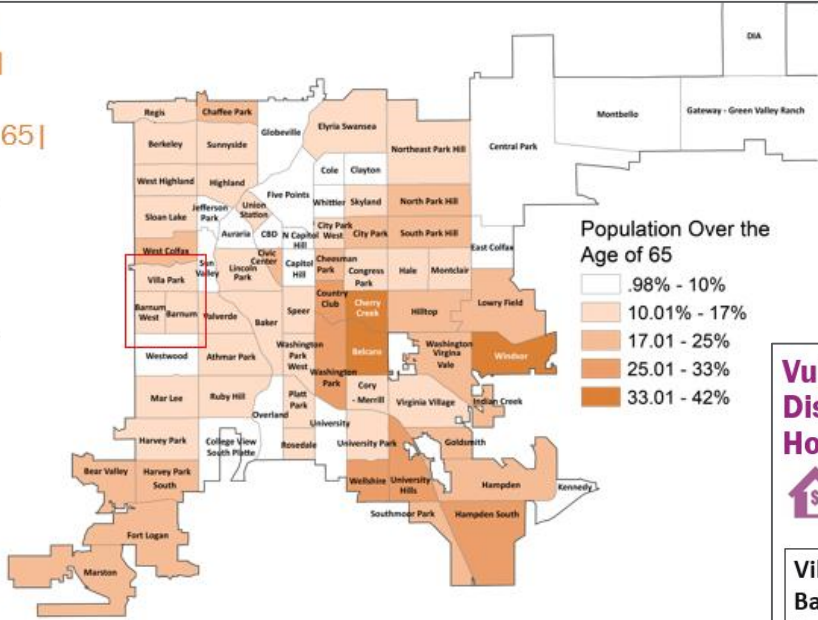 65|
DIA
Montbello
Gateway - Green Valley Ranch
Regis
Chaffee Park
Globeville
Elyria Swansea
Berkeley
Sunnyside
Northeast Park Hill
Central Park
Cole
Clayton
West Highland
Highland
Five Points
Whittier
Skyland
North Park Hill
Jefferson
Park
Union
Station
Sloan Lake
Auraria
CBD
N Capitol
Hill
City Park
West
City Park
South Park Hill
East Colfax
West Colfax
Sun
Valley
Lincoln
Park
Civic
Center
Capitol
Hill
Cheesman
Park
Congress
Park
Hale
Montclair
Villa Park
Barnum
West
Barnum
Valverde
Baker
Speer
Country
Club
Cherry
Creek
Hilltop
Lowry Field
Westwood
Athmar Park
Washington
Park
West
Washington
Park
Belcaro
Washington
Virgina
Vale
Windsor
Mar Lee
Ruby Hill
Overland
Platt
Park
Cory
- Merrill
Virginia Village
Indian Creek
University
Harvey Park
College View
South Platte
Rosedale
University Park
Goldsmith
Bear Valley
Harvey Park
South
Wellshire
University
Hills
Hampden
Kennedy
Southmoor Park
Hampden South
Fort Logan
Marston
Population Over the
Age of 65
.98% - 10%
10.01% - 17%
17.01 - 25%
25.01 - 33%
33.01 - 42%
Vu
Dis
Ho
$
Vil
Ba